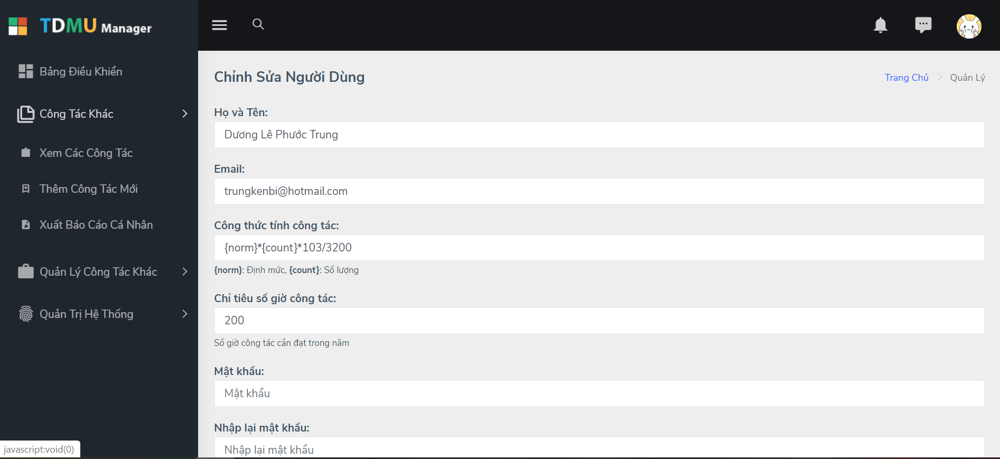 TDMU Manager
Bảng Điều Khiển
Công Tác Khác
Xem Các Công Tác
Thêm Công Tác Mới
Xuất Báo Cáo Cá Nhân
Quản Lý Công Tác Khác
Quản Trị Hệ Thống
javascript:void(0)
Chỉnh Sửa Người Dùng
Trang Chủ
Quản Lý
Họ và Tên:
Dương Lê Phước Trung
Email:
trungkenbi@hotmail.com
Công thức tính công tác:
{norm}*{count}*103/3200
{norm}: Định mức, {count}: Số lượng
Chỉ tiêu số giờ công tác:
200
Số giờ công tác cần đạt trong năm
Mật khẩu:
Mật khẩu
Nhập lại mật khẩu:
Nhập lại mật khẩu